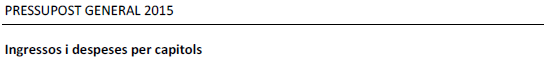 PRESSUPOST GENERAL 2015
Ingressos i despeses per capitols